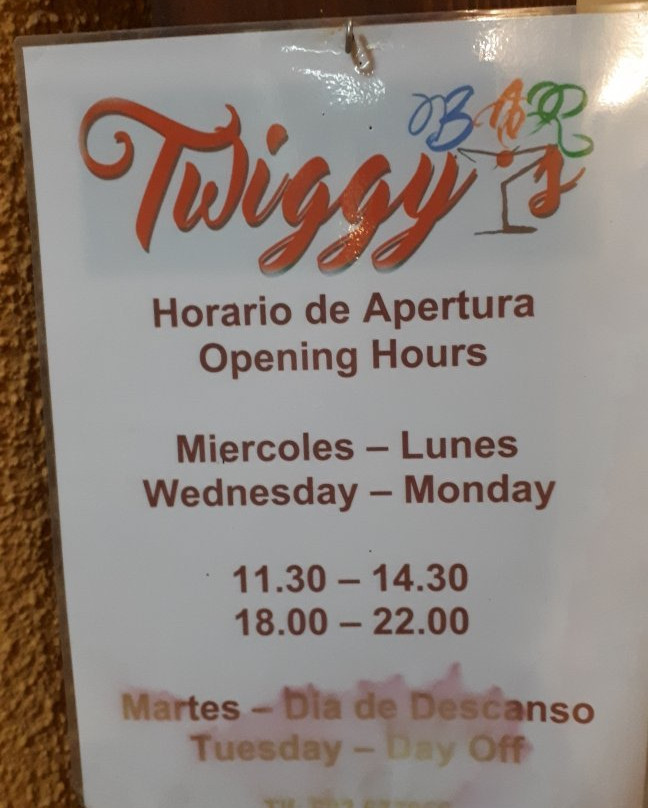 BAR
Twiggy's
Horario de Apertura
Opening Hours
Miercoles – Lunes
Wednesday – Monday
11.30 – 14.30
18.00 – 22.00
Martes – Dia de Descanso
Tuesday – Day Off